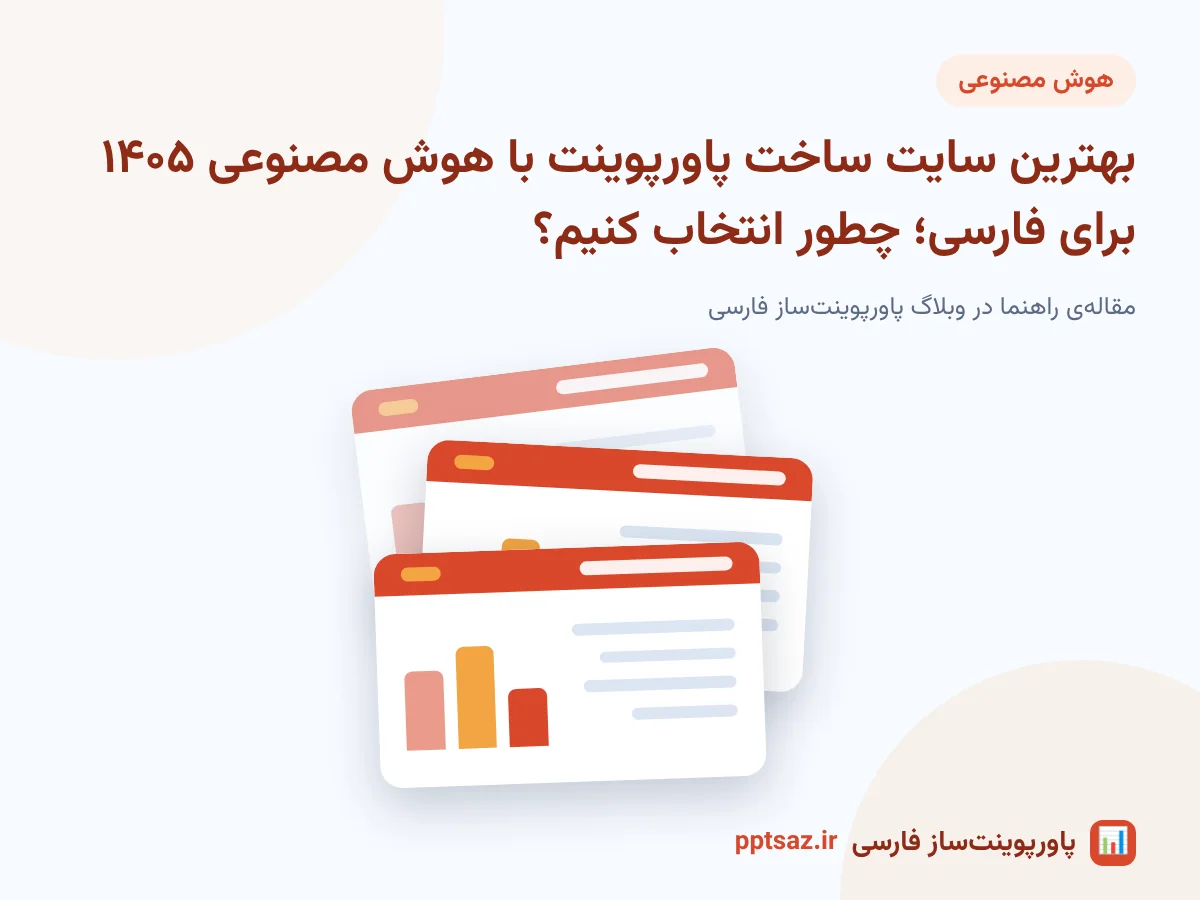 هوش مصنوعی
بهترین سایت ساخت پاورپوینت با هوش مصنوعی ۱۴۰۵
برای فارسی؛ چطور انتخاب کنیم؟
مقاله‌ی راهنما در وبلاگ پاورپوینت‌ساز فارسی
پاورپوینت‌ساز فارسی pptsaz.ir